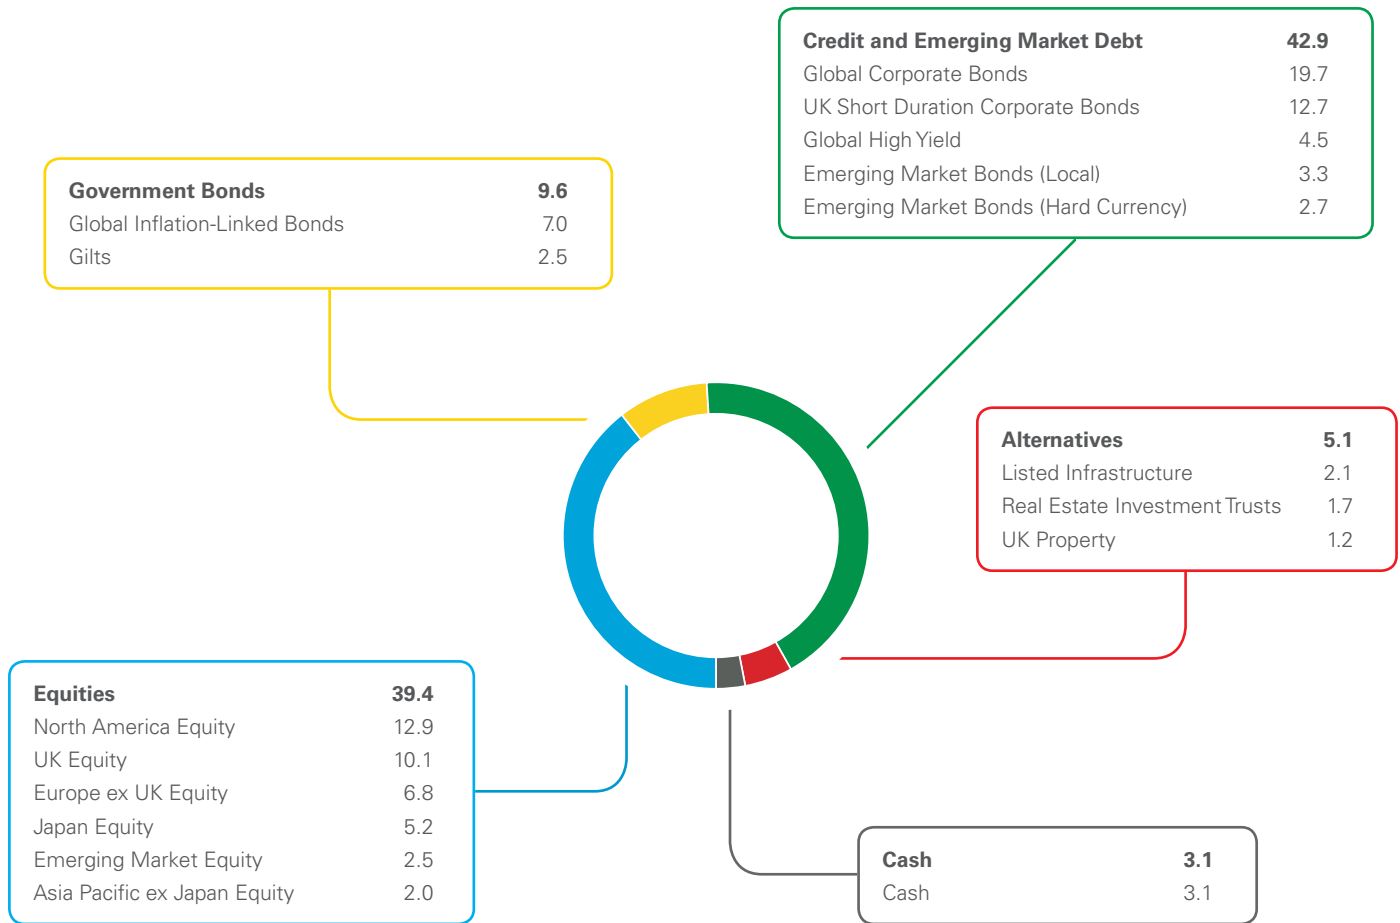 Credit and Emerging Market Debt 42.9
Global Corporate Bonds 19.7
UK Short Duration Corporate Bonds 12.7
Global High Yield 4.5
Emerging Market Bonds (Local) 3.3
Emerging Market Bonds (Hard Currency) 2.7
Government Bonds 9.6
Global Inflation-Linked Bonds 7.0
Gilts 2.5
Alternatives 5.1
Listed Infrastructure 2.1
Real Estate Investment Trusts 1.7
UK Property 1.2
Equities 39.4
North America Equity 12.9
UK Equity 10.1
Europe ex UK Equity 6.8
Japan Equity 5.2
Emerging Market Equity 2.5
Asia Pacific ex Japan Equity 2.0
Cash 3.1
Cash 3.1